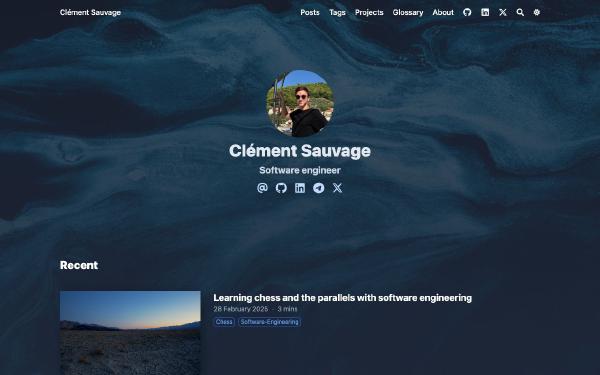 Clément Sauvage
Posts Tags Projects Glossary About
Clément Sauvage
Software engineer
Recent
Learning chess and the parallels with software engineering
28 February 2025 · 3 mins
Chess Software-Engineering